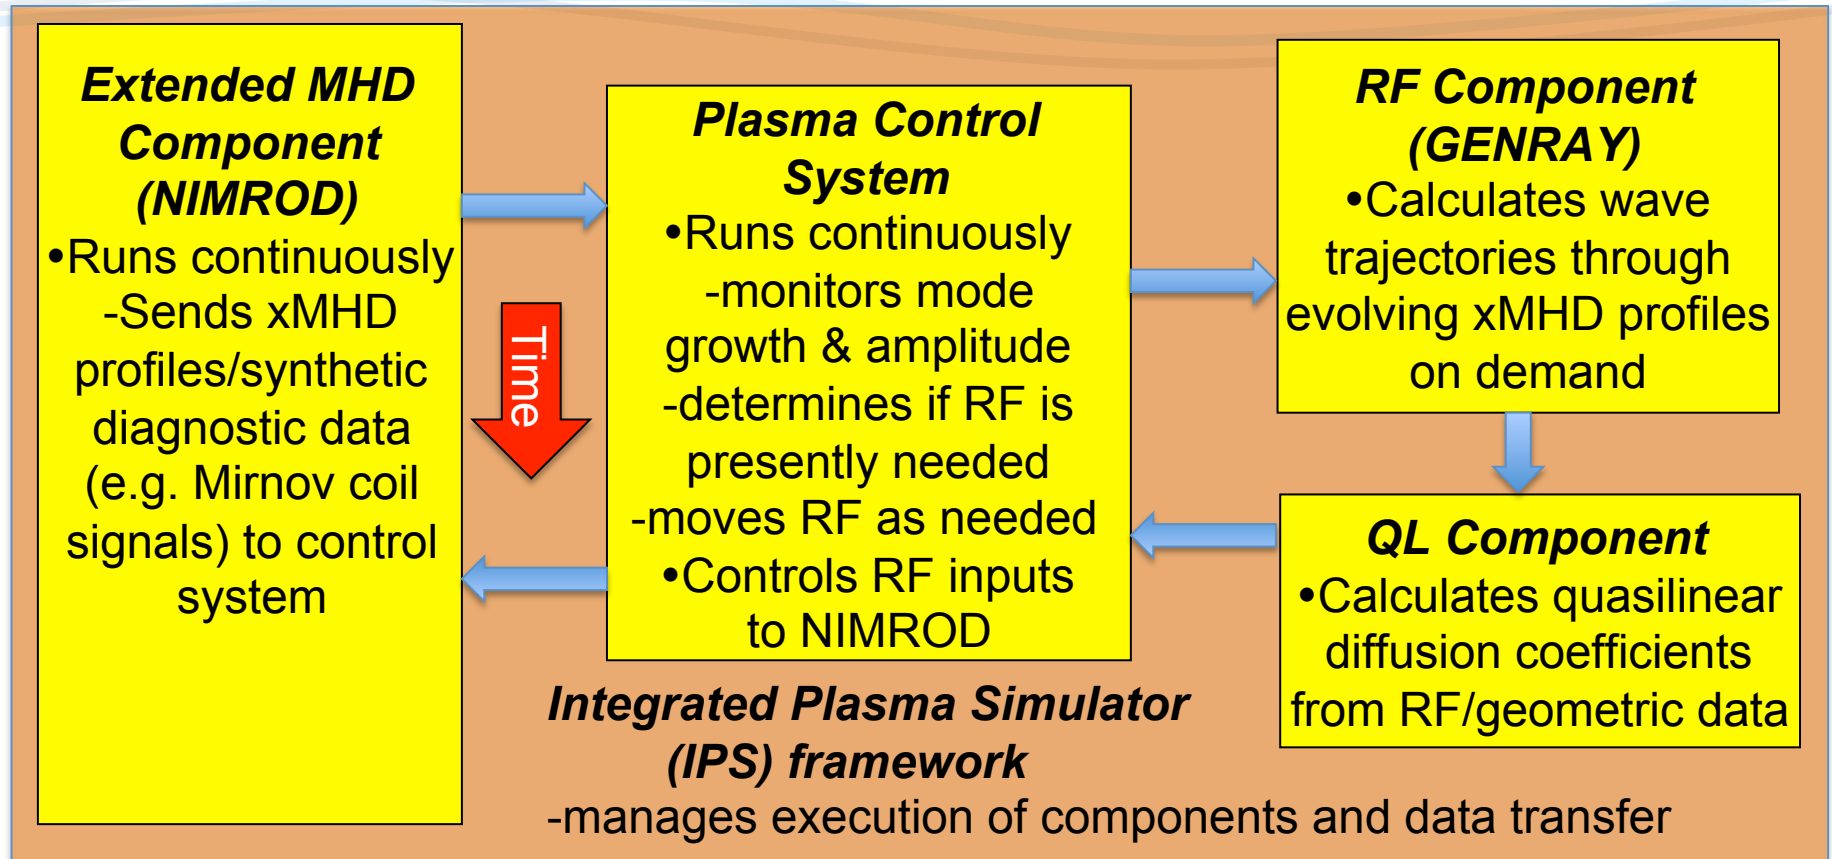 Extended MHD
Component
(NIMROD)
•Runs continuously
-Sends xMHD
profiles/synthetic
diagnostic data
(e.g. Mirnov coil
signals) to control
system
Time
Plasma Control
System
•Runs continuously
-monitors mode
growth & amplitude
-determines if RF is
presently needed
-moves RF as needed
•Controls RF inputs
to NIMROD
RF Component
(GENRAY)
•Calculates wave
trajectories through
evolving xMHD profiles
on demand
QL Component
•Calculates quasilinear
diffusion coefficients
from RF/geometric data
Integrated Plasma Simulator
(IPS) framework
-manages execution of components and data transfer